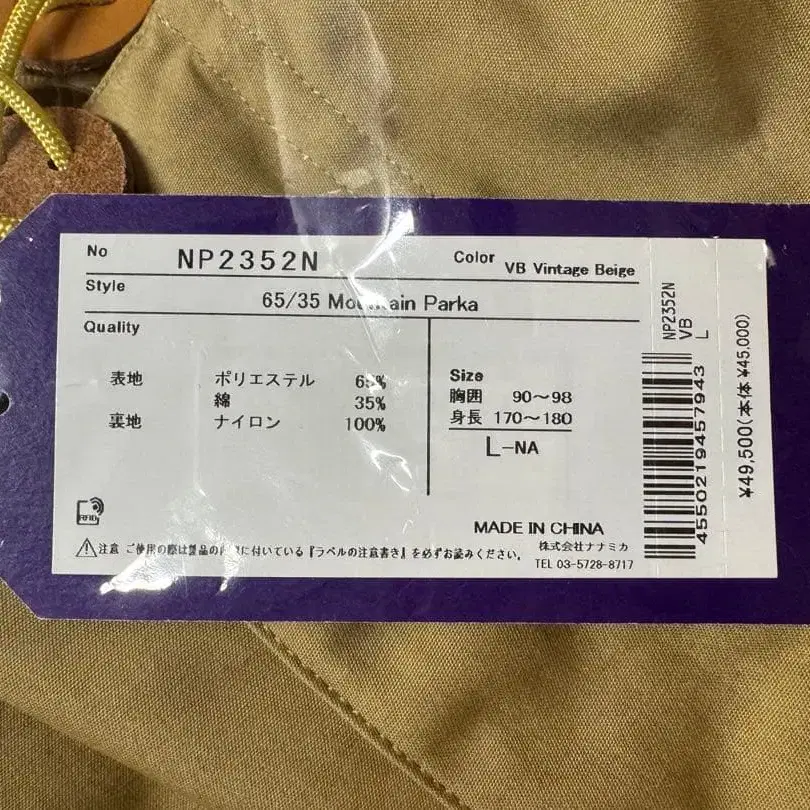 No NP2352N Color VB Vintage Beige
Style 65/35 Mountain Parka
Quality
表地 ポリエステル 65%
綿 35%
裏地 ナイロン 100%
Size
胸囲 90〜98
身長 170〜180
L-NA
RFID
MADE IN CHINA
株式会社ナナミカ
TEL 03-5728-8717
注意 ご使用の際は製品の内側に付いている『ラベルの注意書き』を必ずお読みください。
NP2352N
VB
L
4550219457943
¥49,500(本体¥45,000)